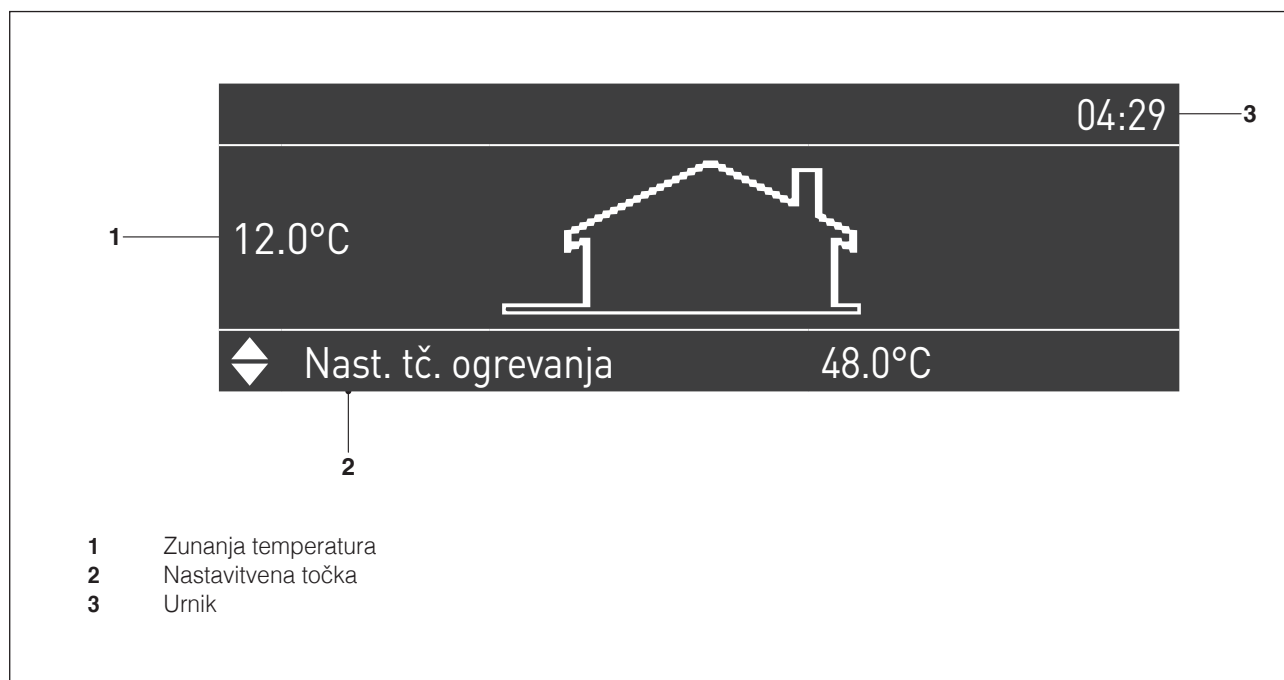 04:29
3
1
12.0°C
Nast. tč. ogrevanja 48.0°C
2
1 Zunanja temperatura
2 Nastavitvena točka
3 Urnik